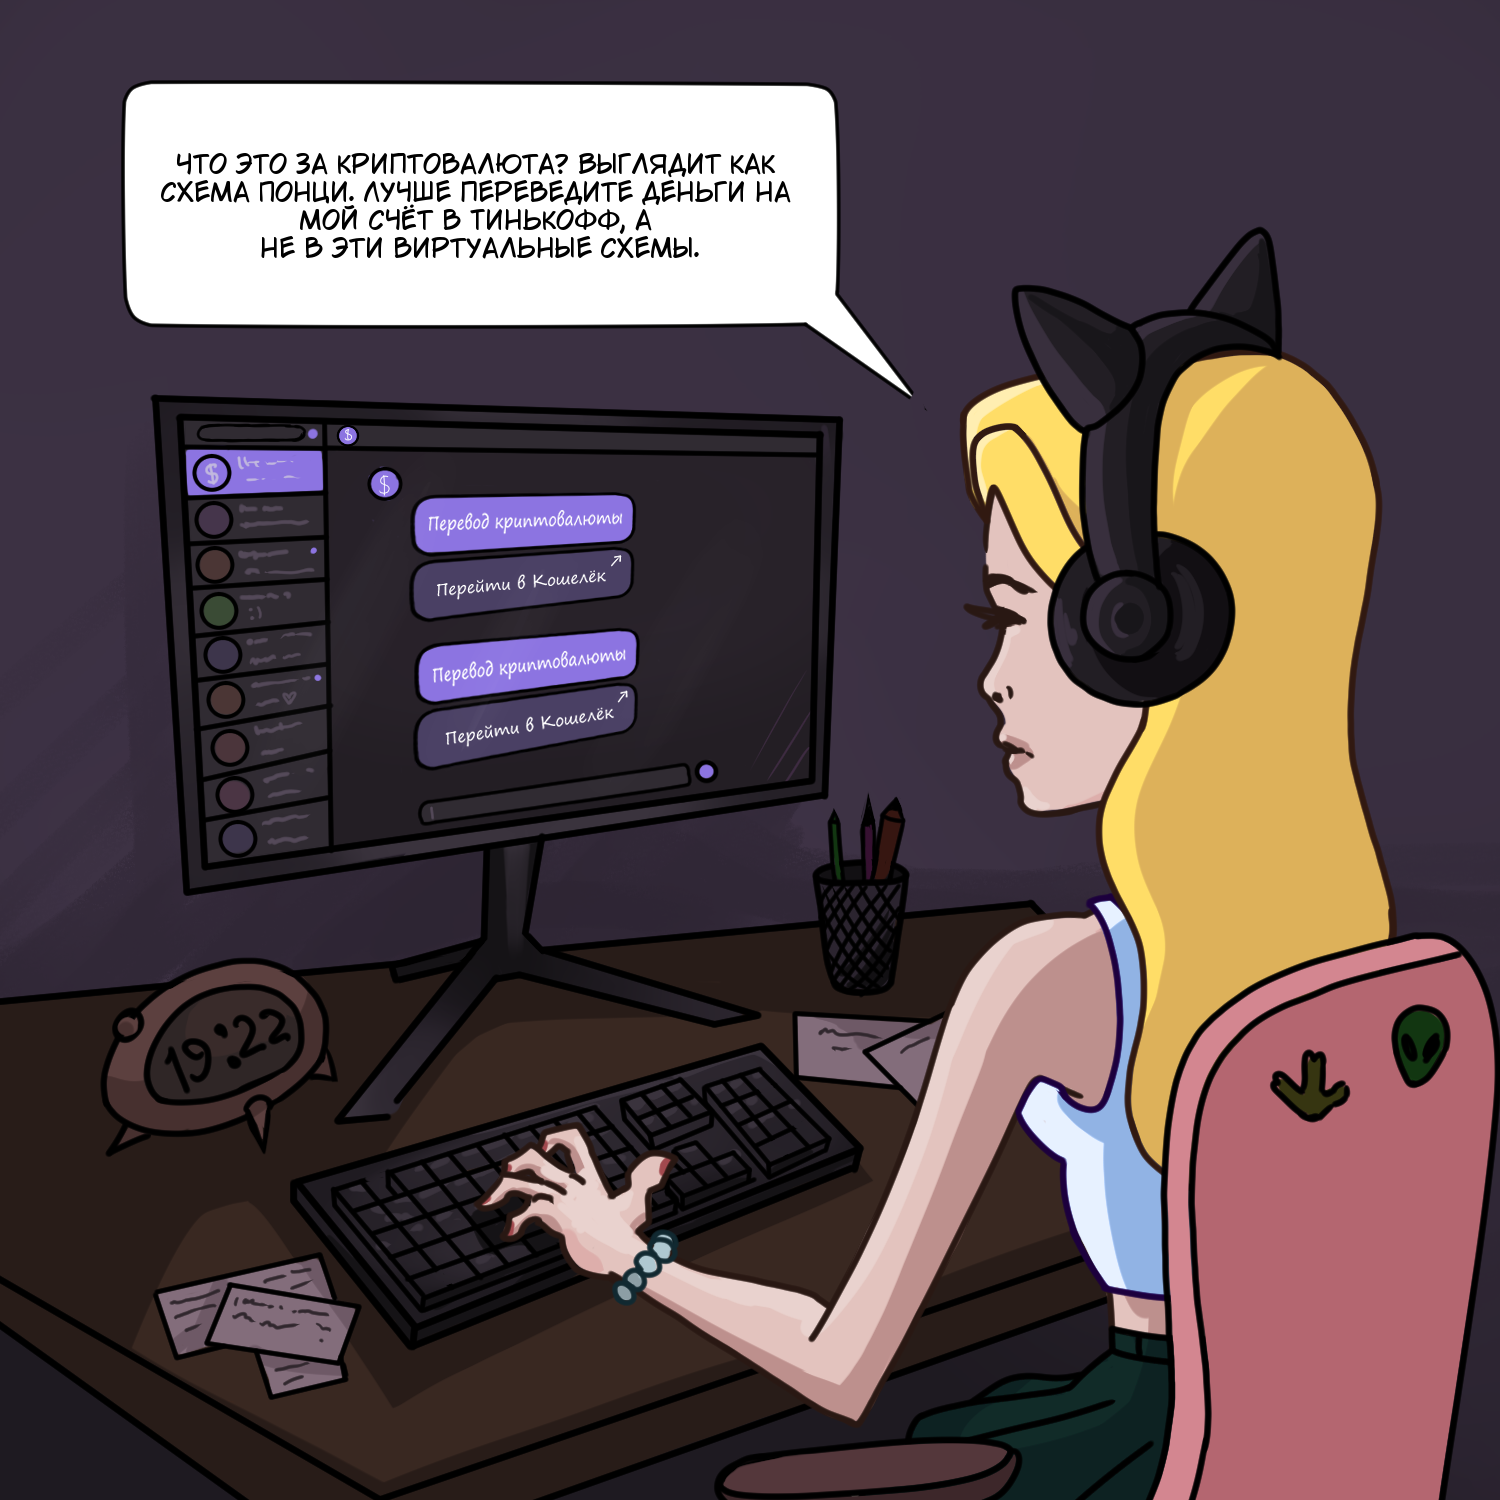 ЧТО ЭТО ЗА КРИПТОВАЛЮТА? ВЫГЛЯДИТ КАК
СХЕМА ПОНЦИ. ЛУЧШЕ ПЕРЕВЕДИТЕ ДЕНЬГИ НА
МОЙ СЧЁТ В ТИНЬКОФФ, А
НЕ В ЭТИ ВИРТУАЛЬНЫЕ СХЕМЫ.
$
$
$
Перевод криптовалюты
Перейти в Кошелёк
:)
Перевод криптовалюты
Перейти в Кошелёк
19:22